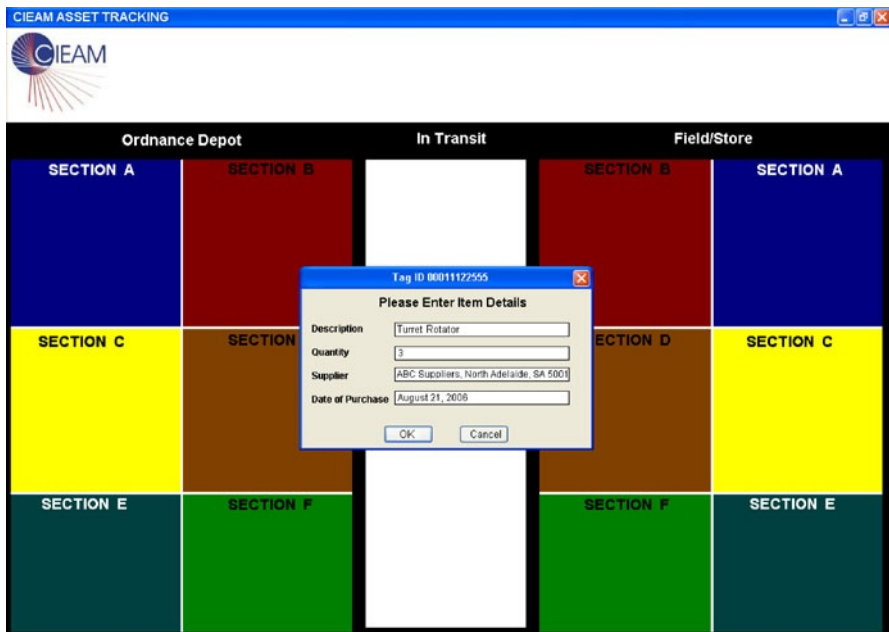 CIEAM ASSET TRACKING
CIEAM
Ordnance Depot In Transit Field/Store
SECTION A SECTION B SECTION B SECTION A
Tag ID 00011122555
Please Enter Item Details
Description Turret Rotator
Quantity 3
Supplier ABC Suppliers, North Adelaide, SA 5001
Date of Purchase August 21, 2006
OK Cancel
SECTION C SECTION ECTION D SECTION C
SECTION E SECTION F SECTION F SECTION E